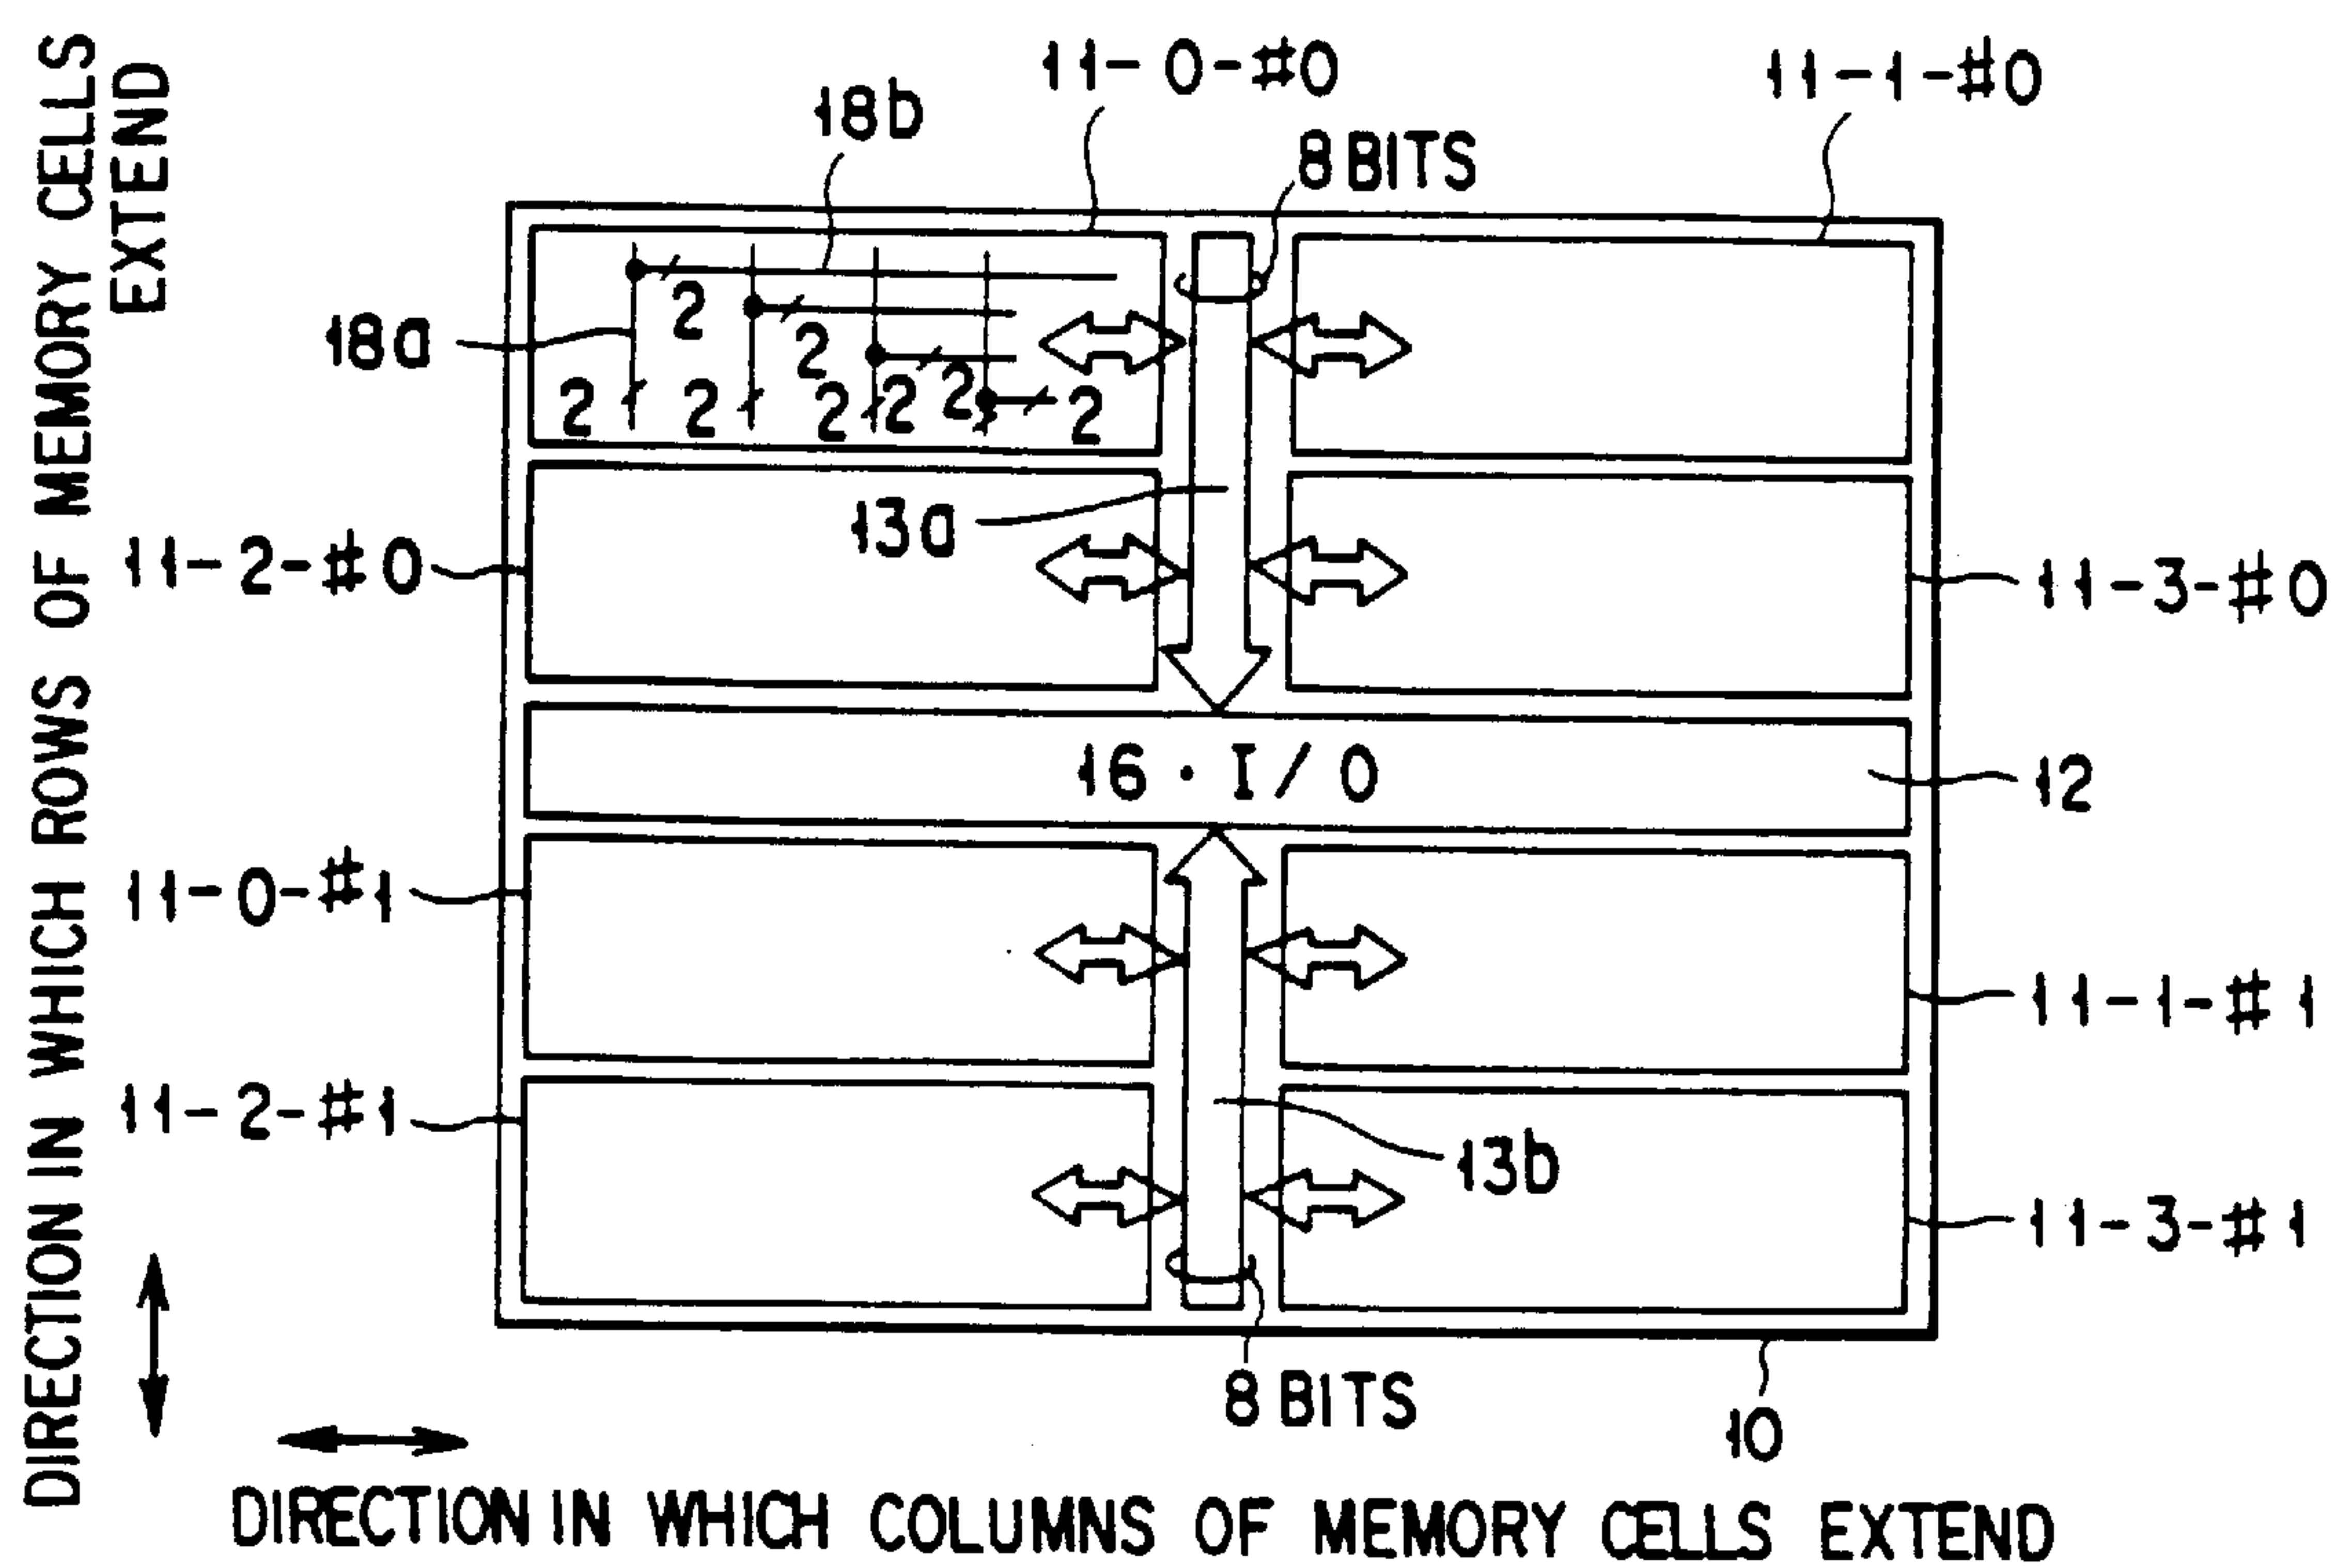 11-0-#0
11-1-#0
18b
8 BITS
18a
2
2
2 2 2 2 2 2
13a
11-2-#0
11-3-#0
16 · I/O
12
11-0-#1
11-1-#1
11-2-#1
13b
11-3-#1
8 BITS
10
DIRECTION IN WHICH ROWS OF MEMORY CELLS
EXTEND
DIRECTION IN WHICH COLUMNS OF MEMORY CELLS EXTEND